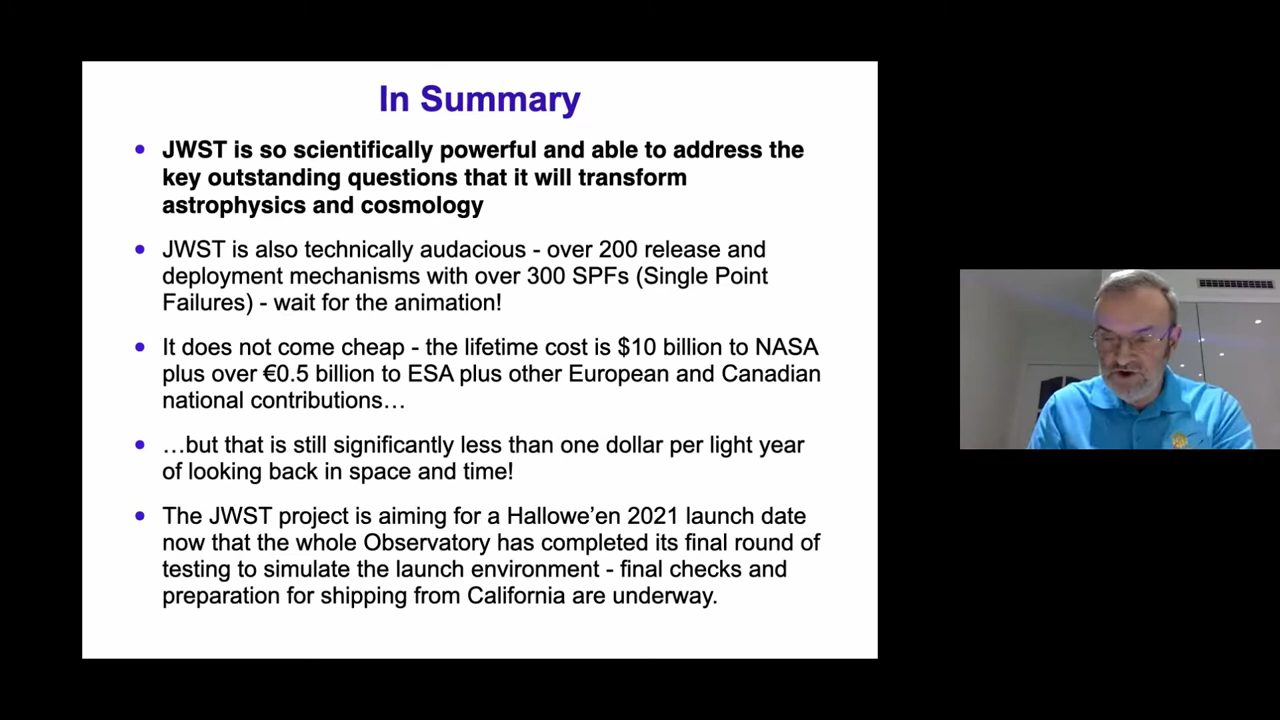 In Summary
• JWST is so scientifically powerful and able to address the
key outstanding questions that it will transform
astrophysics and cosmology
• JWST is also technically audacious - over 200 release and
deployment mechanisms with over 300 SPFs (Single Point
Failures) - wait for the animation!
• It does not come cheap - the lifetime cost is $10 billion to NASA
plus over €0.5 billion to ESA plus other European and Canadian
national contributions…
• …but that is still significantly less than one dollar per light year
of looking back in space and time!
• The JWST project is aiming for a Hallowe’en 2021 launch date
now that the whole Observatory has completed its final round of
testing to simulate the launch environment - final checks and
preparation for shipping from California are underway.